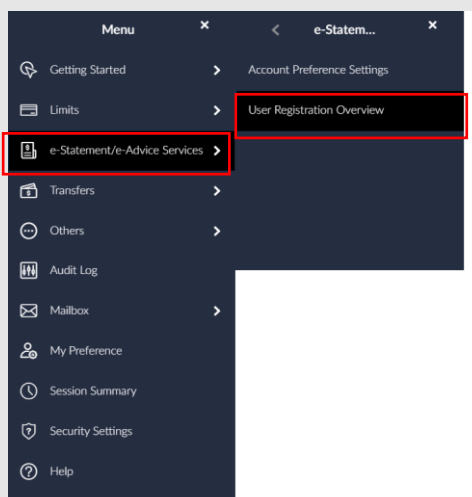 Menu
Getting Started
Limits
e-Statement/e-Advice Services
Transfers
Others
Audit Log
Mailbox
My Preference
Session Summary
Security Settings
Help
e-Statem...
Account Preference Settings
User Registration Overview